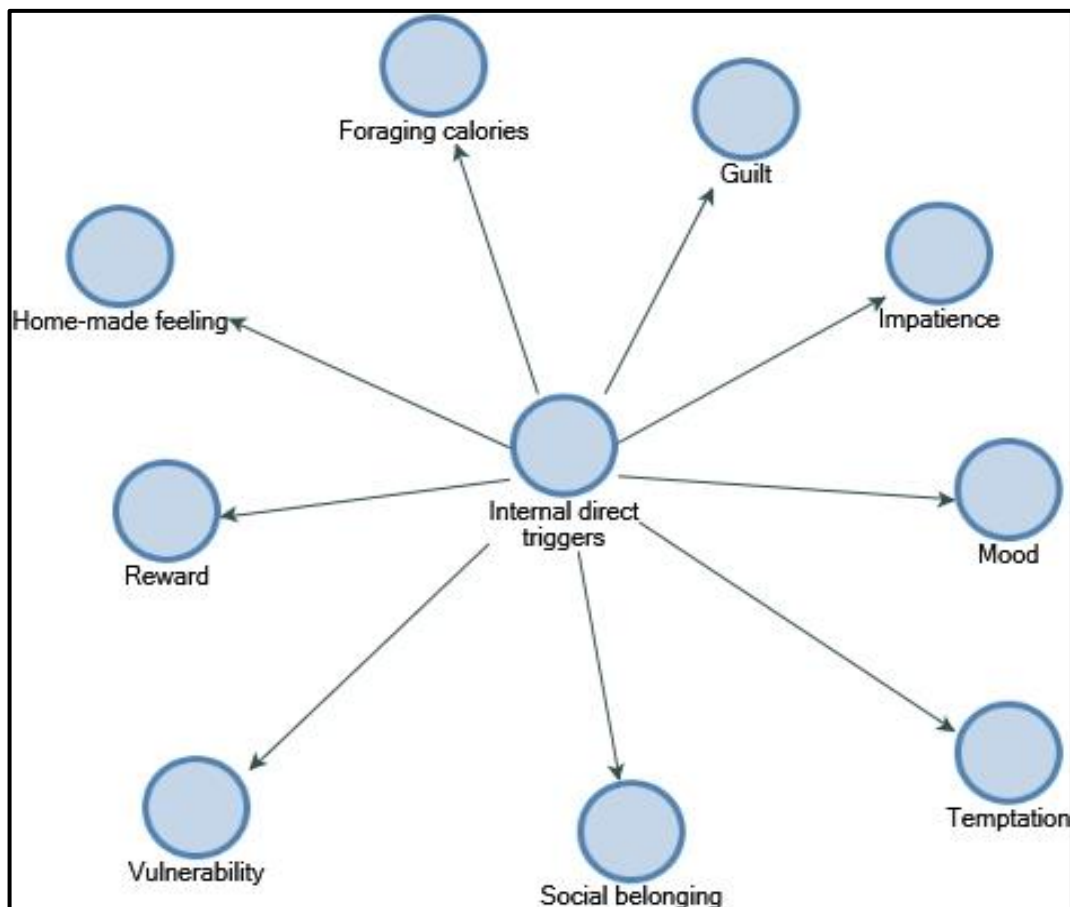 Foraging calories
Guilt
Home-made feeling
Impatience
Internal direct
triggers
Reward
Mood
Temptation
Vulnerability
Social belonging